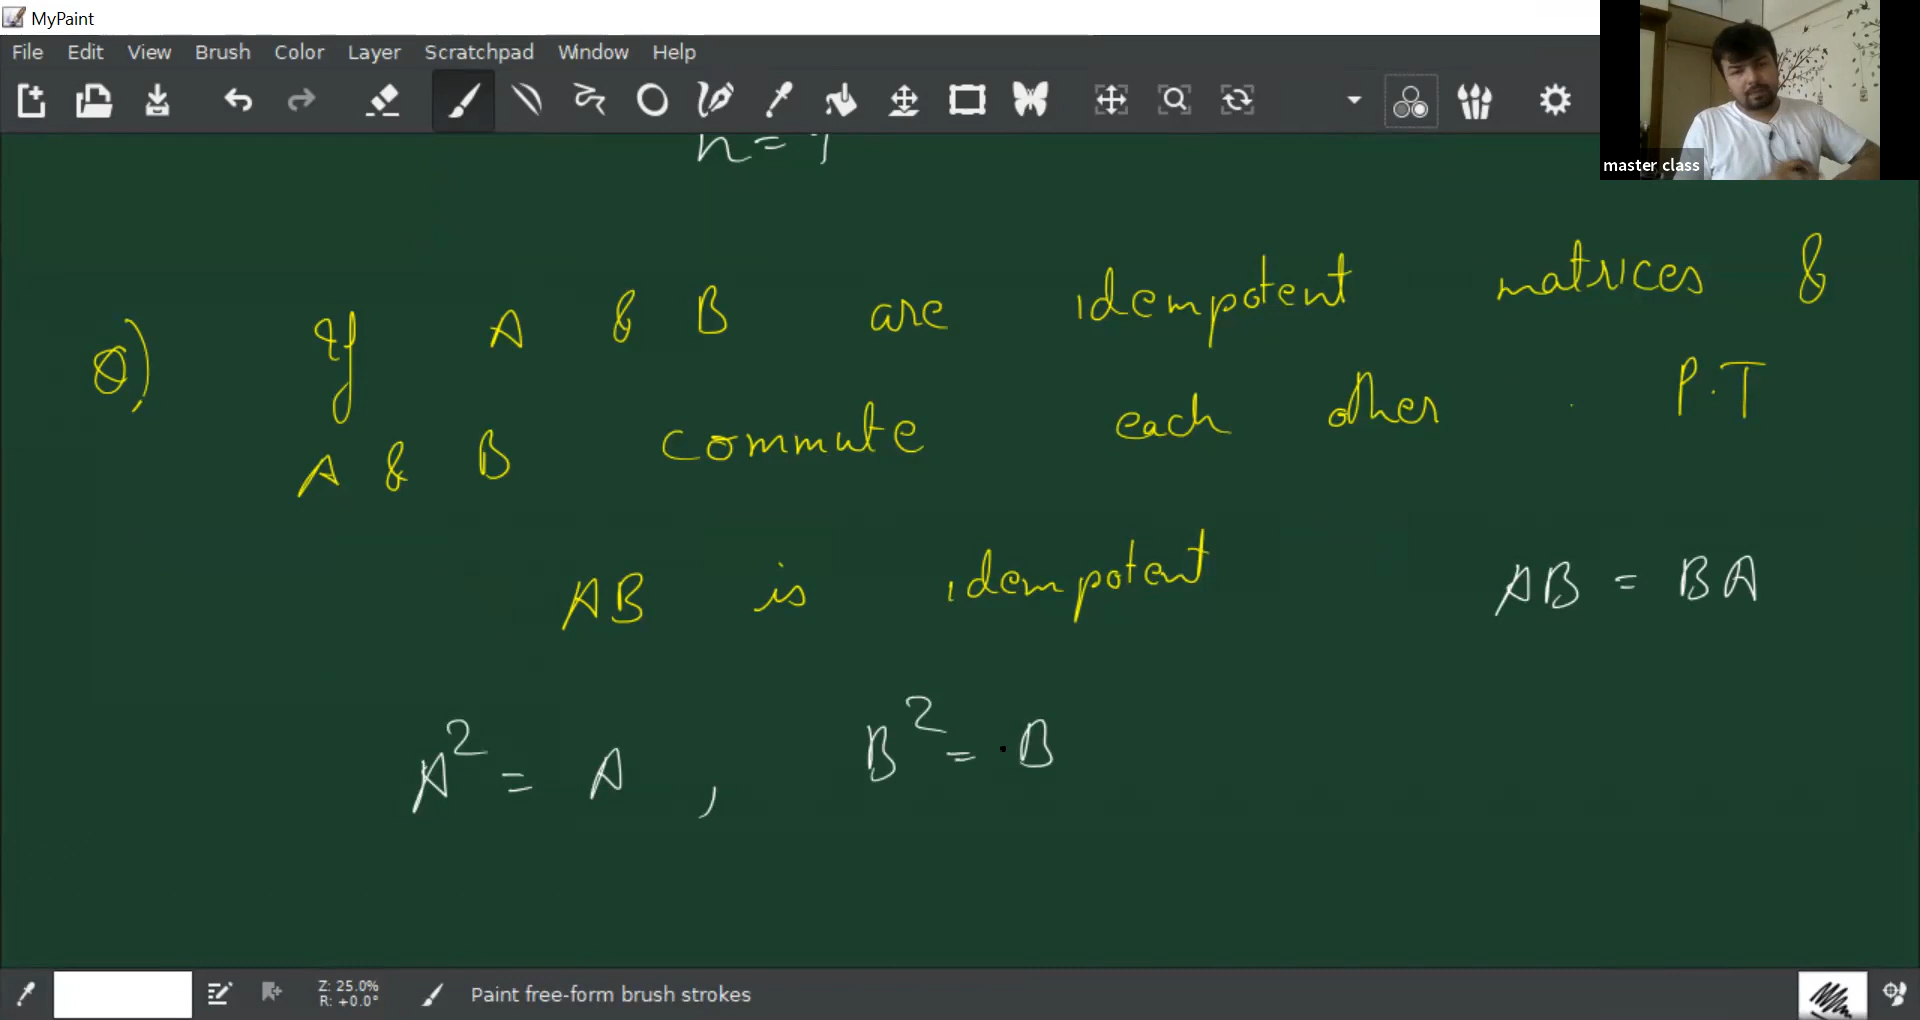 MyPaint
File Edit View Brush Color Layer Scratchpad Window Help
master class
Q) If A & B are idempotent matrices &
A & B commute each other . P.T
AB is idempotent AB = BA
A² = A , B² = B
Z: 25.0%
R: +0.0°
Paint free-form brush strokes